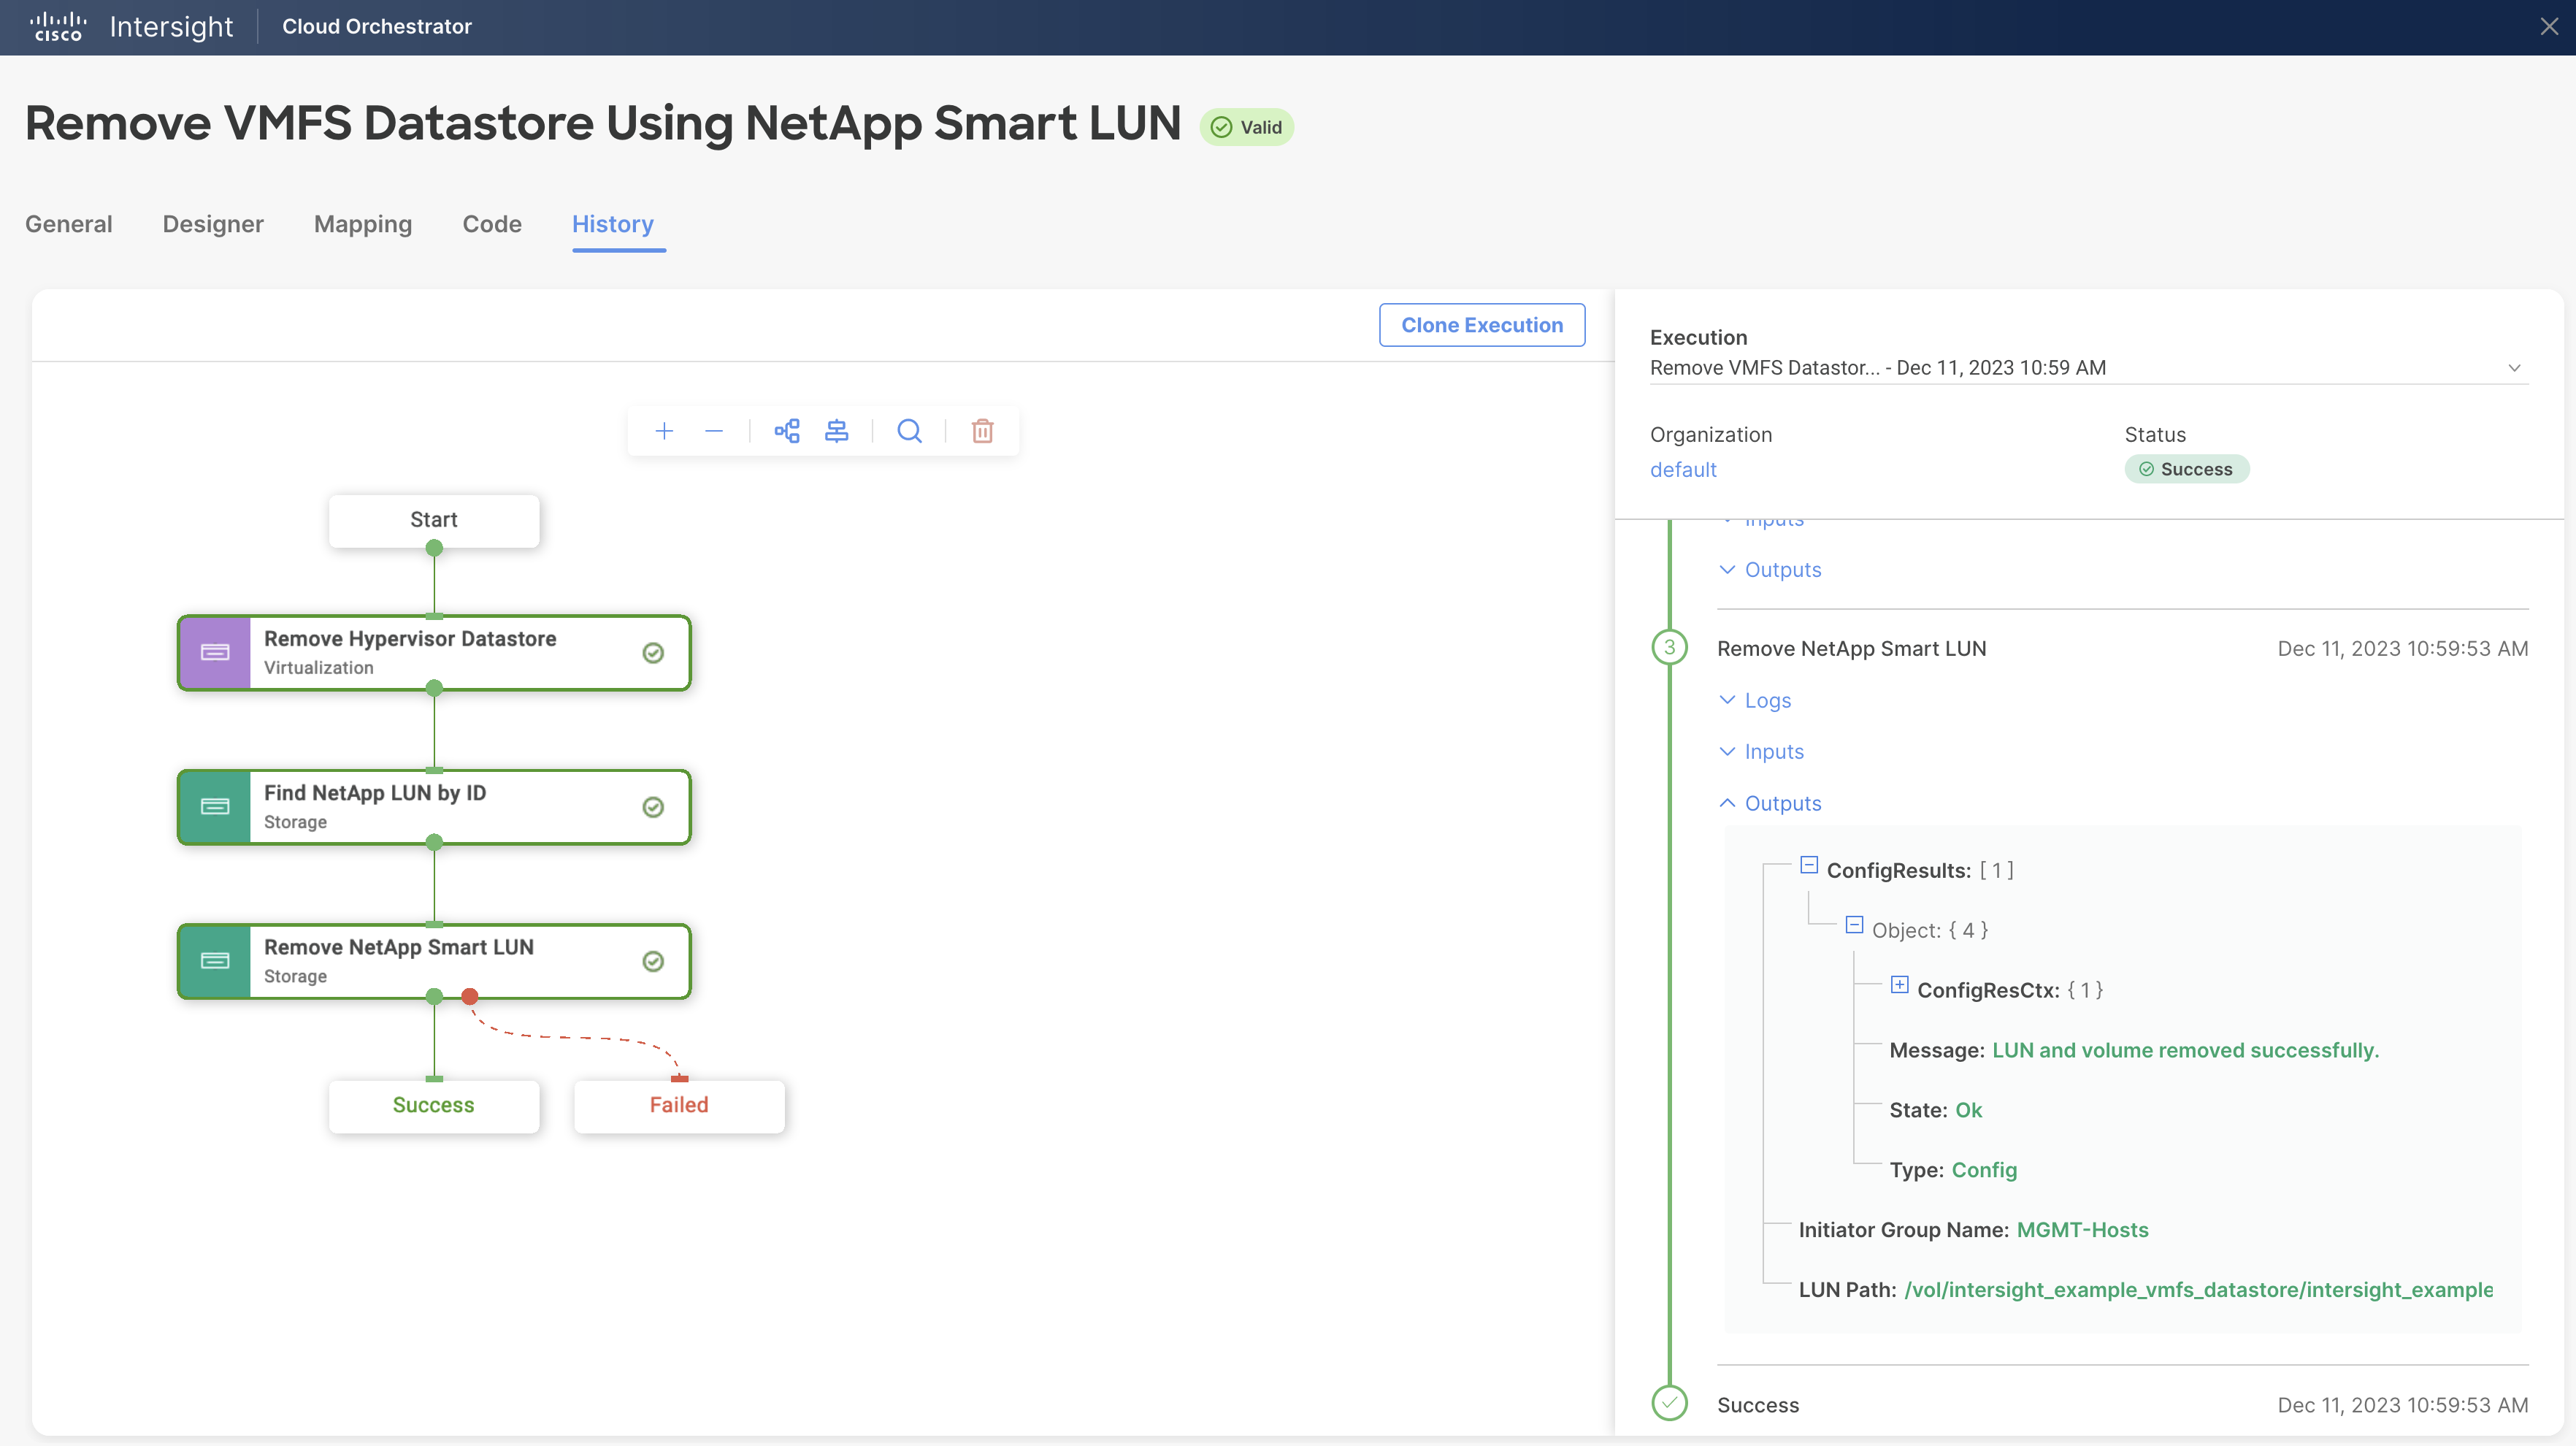 cisco Intersight Cloud Orchestrator
Remove VMFS Datastore Using NetApp Smart LUN Valid
General Designer Mapping Code History
Clone Execution
Start
Remove Hypervisor Datastore
Virtualization
Find NetApp LUN by ID
Storage
Remove NetApp Smart LUN
Storage
Success Failed
Execution
Remove VMFS Datastor... - Dec 11, 2023 10:59 AM
Organization Status
default Success
Inputs
Outputs
3 Remove NetApp Smart LUN Dec 11, 2023 10:59:53 AM
Logs
Inputs
Outputs
ConfigResults: [ 1 ]
Object: { 4 }
ConfigResCtx: { 1 }
Message: LUN and volume removed successfully.
State: Ok
Type: Config
Initiator Group Name: MGMT-Hosts
LUN Path: /vol/intersight_example_vmfs_datastore/intersight_example
Success Dec 11, 2023 10:59:53 AM